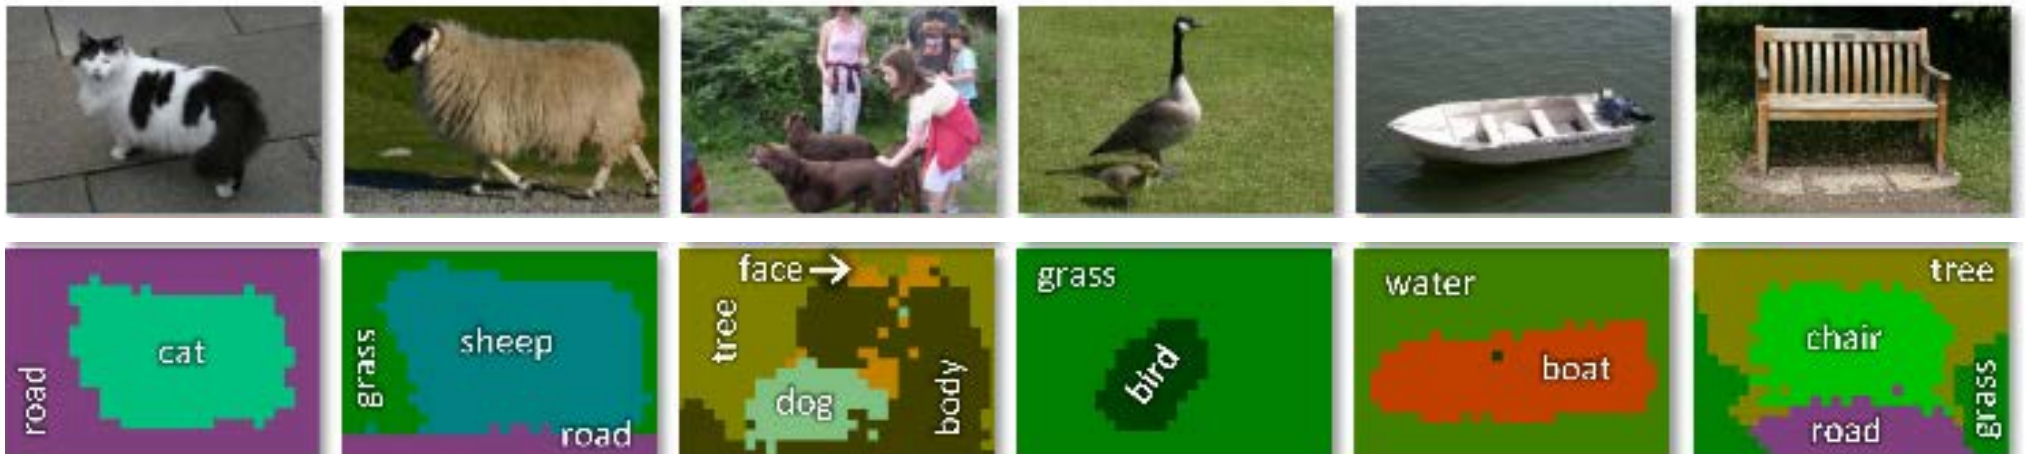 road
cat
grass
sheep
road
face
tree
dog
body
grass
bird
water
boat
tree
chair
grass
road